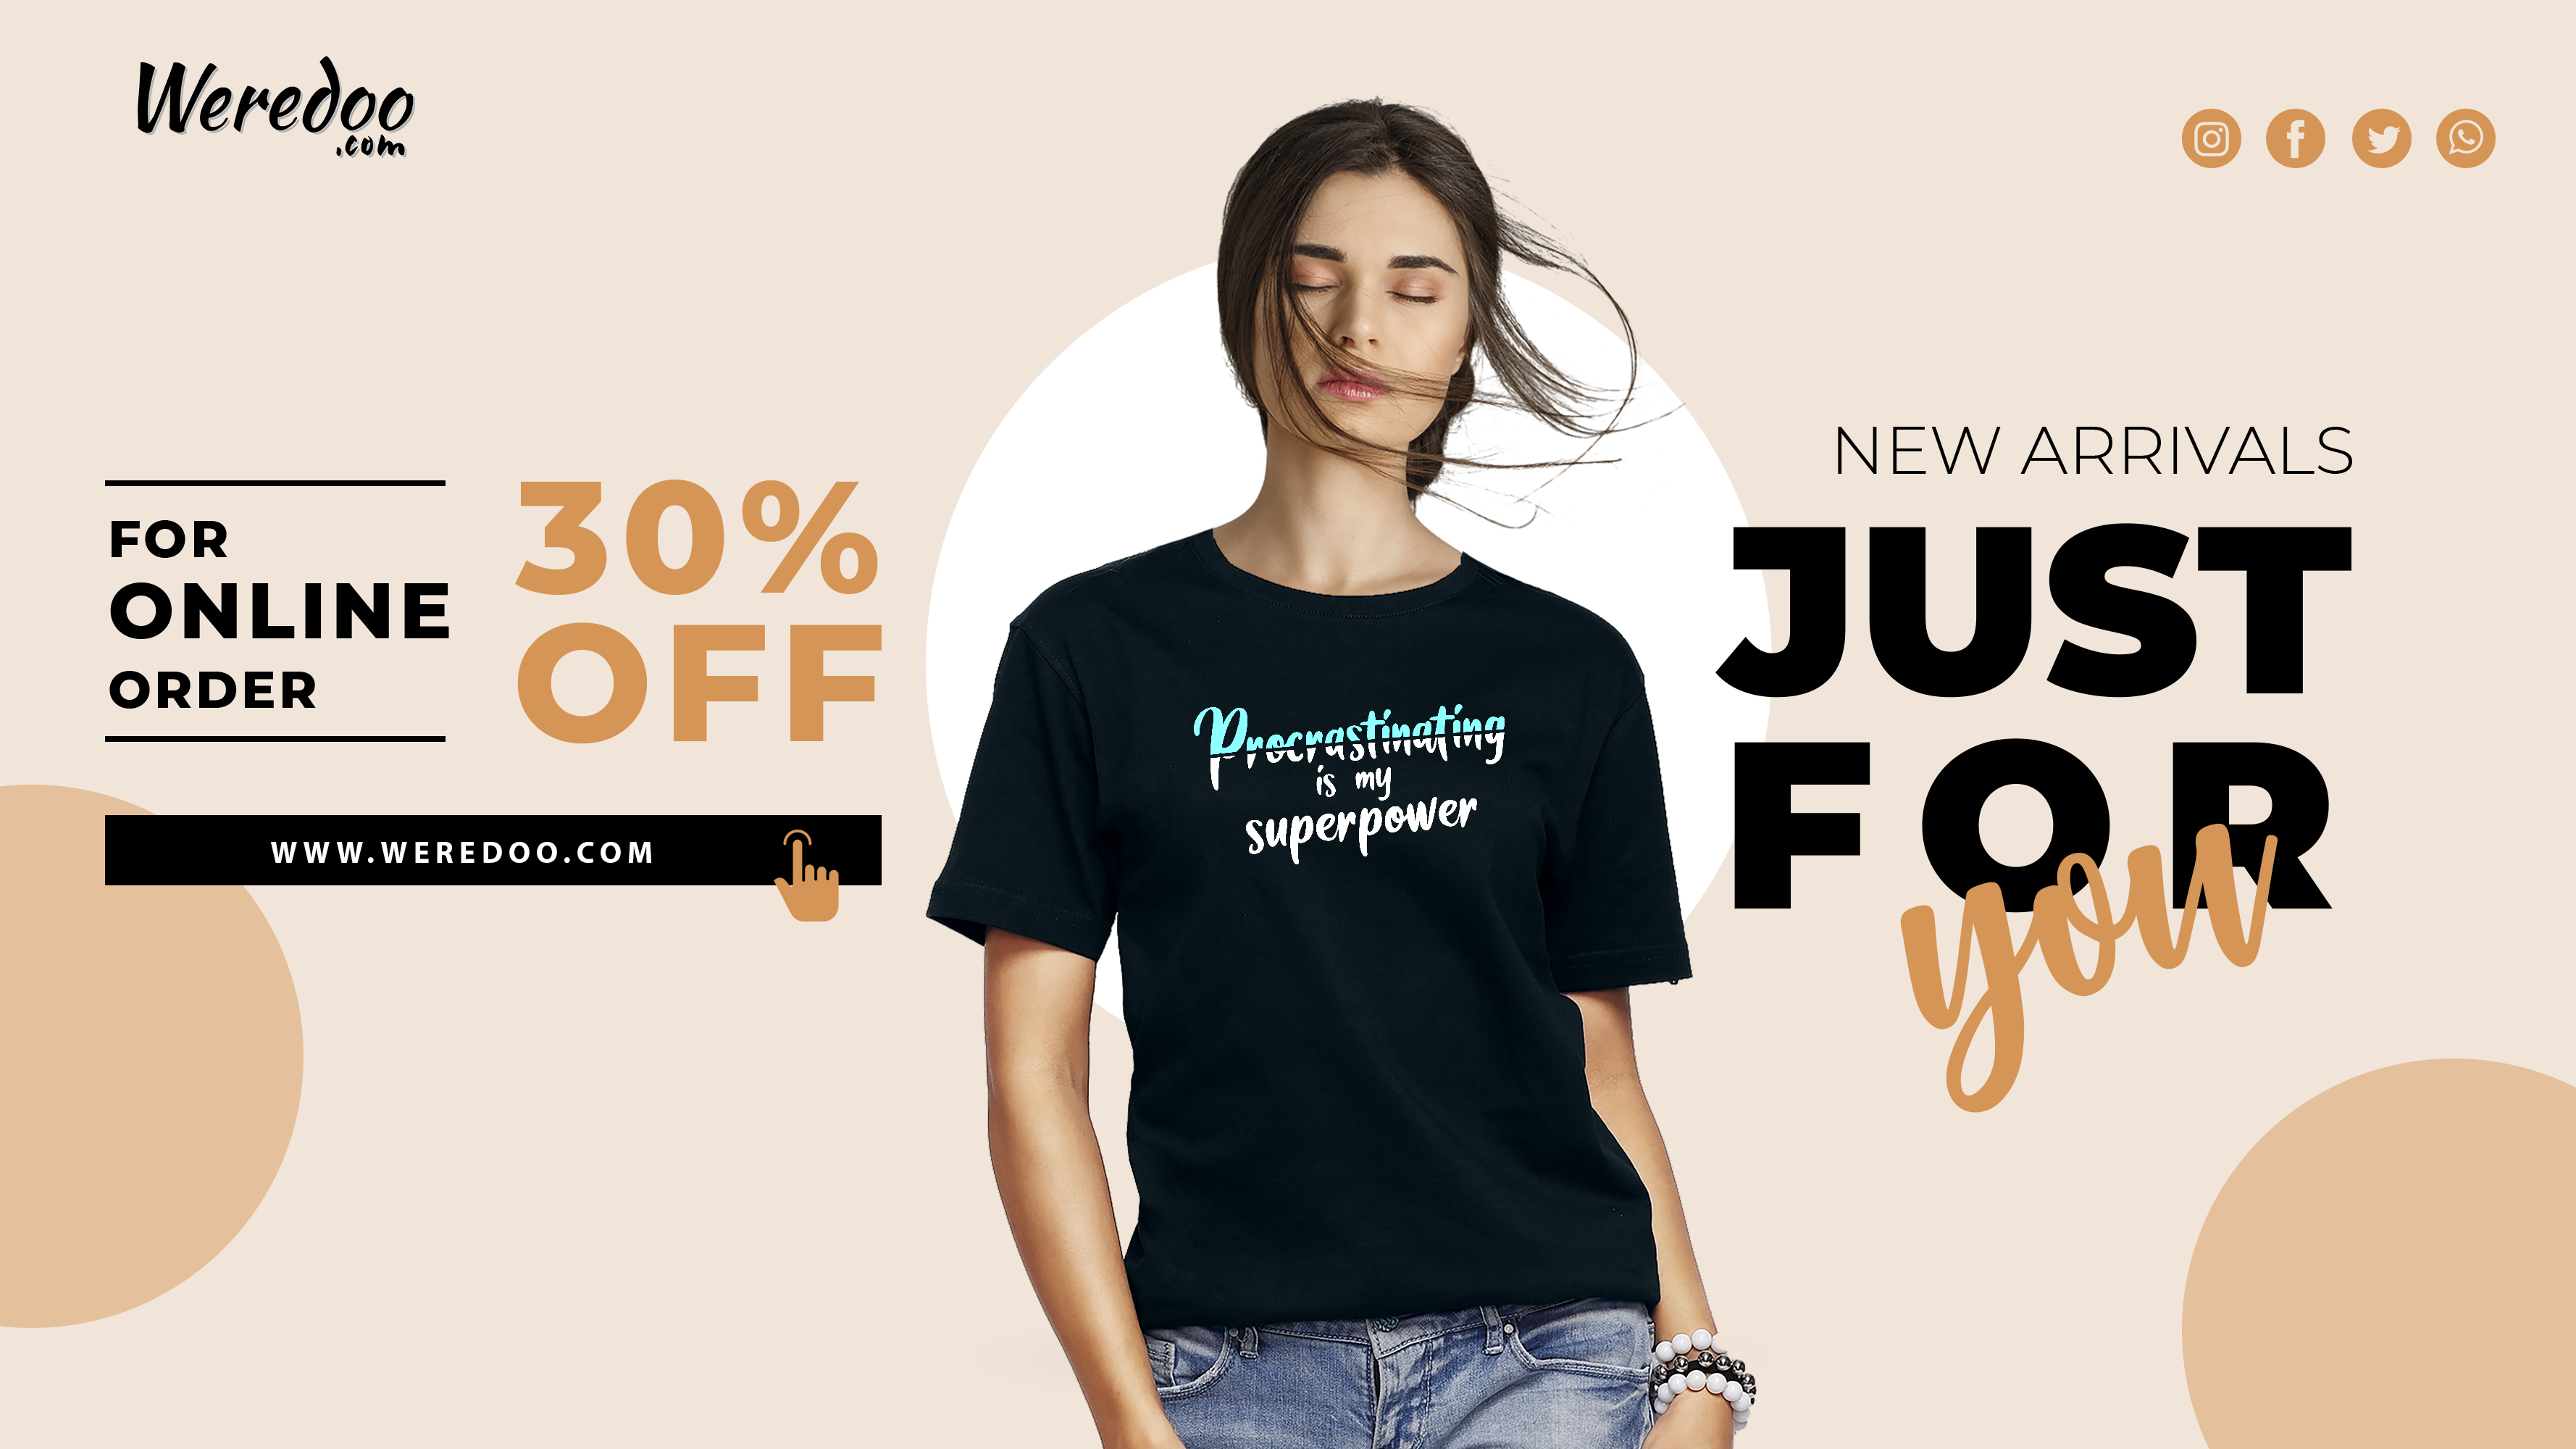 Weredoo
.com
FOR
ONLINE
ORDER
30%
OFF
WWW.WEREDOO.COM
Procrastinating
is my
superpower
NEW ARRIVALS
JUST
FOR
you